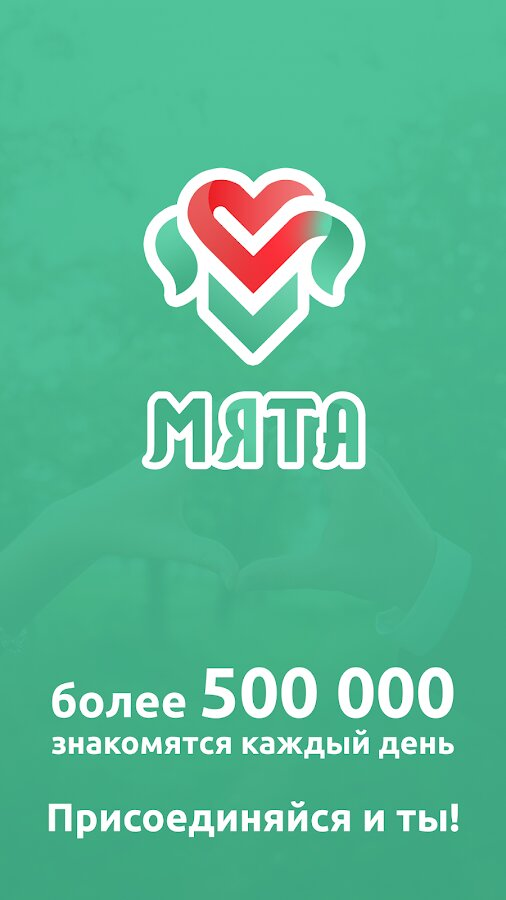 МЯТА
более 500 000
знакомятся каждый день
Присоединяйся и ты!